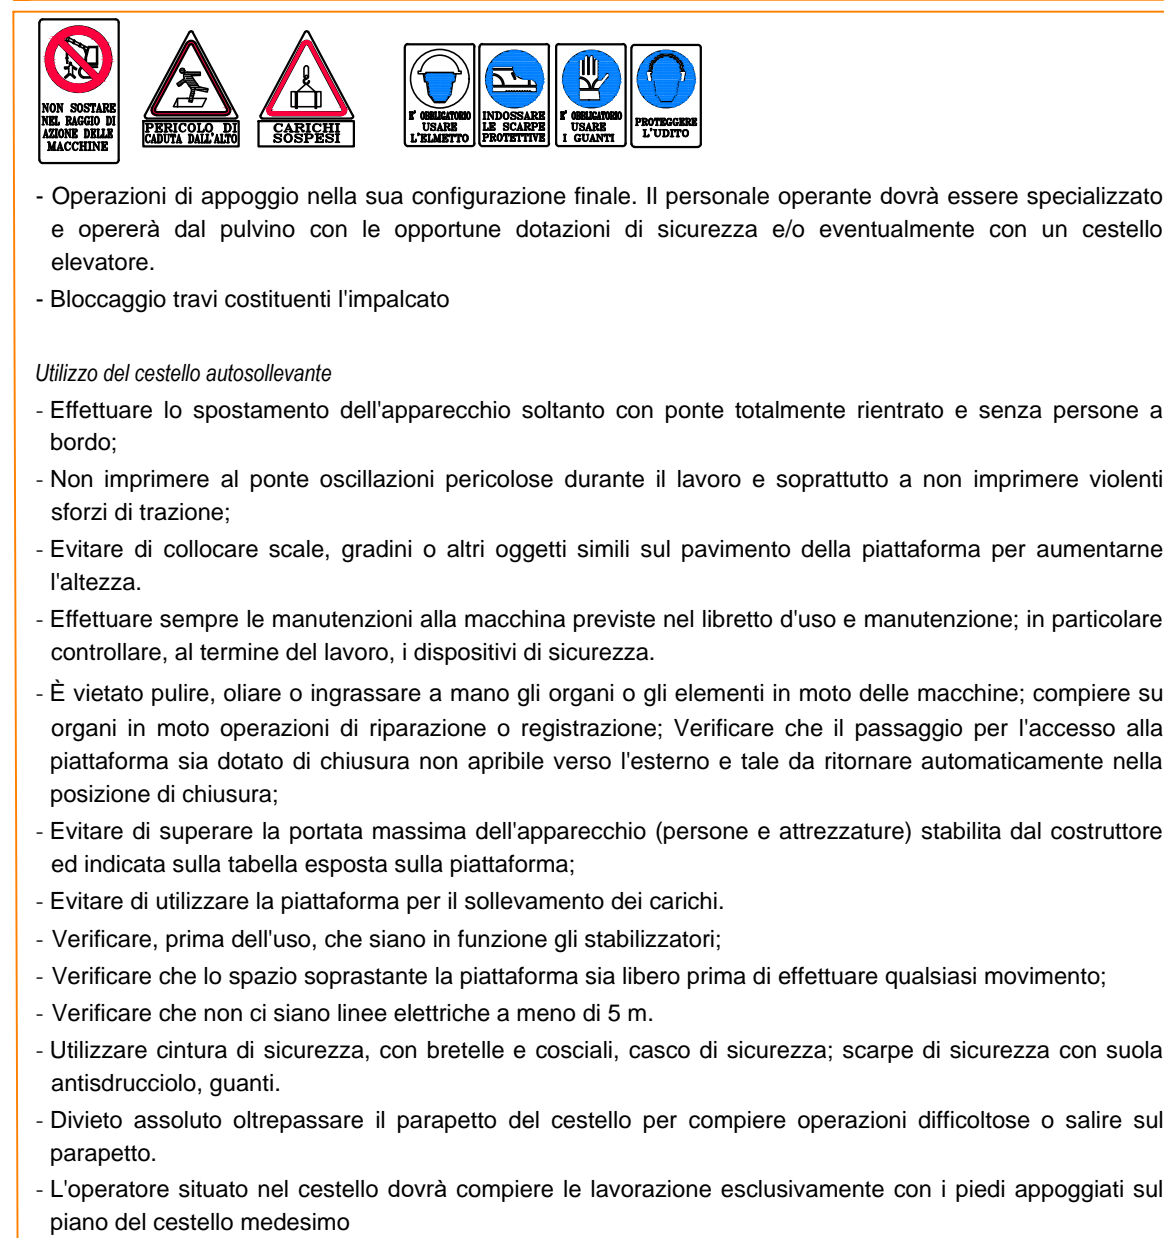 NON SOSTARE
NEL RAGGIO DI
AZIONE DELLE
MACCHINE
PERICOLO DI
CADUTA DALL'ALTO
CARICHI
SOSPESI
E' OBBLIGATORIO
USARE
L'ELMETTO
INDOSSARE
LE SCARPE
PROTETTIVE
E' OBBLIGATORIO
USARE
I GUANTI
PROTEGGERE
L'UDITO
- Operazioni di appoggio nella sua configurazione finale. Il personale operante dovrà essere specializzato
e opererà dal pulvino con le opportune dotazioni di sicurezza e/o eventualmente con un cestello
elevatore.
- Bloccaggio travi costituenti l'impalcato
Utilizzo del cestello autosollevante
- Effettuare lo spostamento dell'apparecchio soltanto con ponte totalmente rientrato e senza persone a
bordo;
- Non imprimere al ponte oscillazioni pericolose durante il lavoro e soprattutto a non imprimere violenti
sforzi di trazione;
- Evitare di collocare scale, gradini o altri oggetti simili sul pavimento della piattaforma per aumentarne
l'altezza.
- Effettuare sempre le manutenzioni alla macchina previste nel libretto d'uso e manutenzione; in particolare
controllare, al termine del lavoro, i dispositivi di sicurezza.
- È vietato pulire, oliare o ingrassare a mano gli organi o gli elementi in moto delle macchine; compiere su
organi in moto operazioni di riparazione o registrazione; Verificare che il passaggio per l'accesso alla
piattaforma sia dotato di chiusura non apribile verso l'esterno e tale da ritornare automaticamente nella
posizione di chiusura;
- Evitare di superare la portata massima dell'apparecchio (persone e attrezzature) stabilita dal costruttore
ed indicata sulla tabella esposta sulla piattaforma;
- Evitare di utilizzare la piattaforma per il sollevamento dei carichi.
- Verificare, prima dell'uso, che siano in funzione gli stabilizzatori;
- Verificare che lo spazio soprastante la piattaforma sia libero prima di effettuare qualsiasi movimento;
- Verificare che non ci siano linee elettriche a meno di 5 m.
- Utilizzare cintura di sicurezza, con bretelle e cosciali, casco di sicurezza; scarpe di sicurezza con suola
antisdrucciolo, guanti.
- Divieto assoluto oltrepassare il parapetto del cestello per compiere operazioni difficoltose o salire sul
parapetto.
- L'operatore situato nel cestello dovrà compiere le lavorazione esclusivamente con i piedi appoggiati sul
piano del cestello medesimo